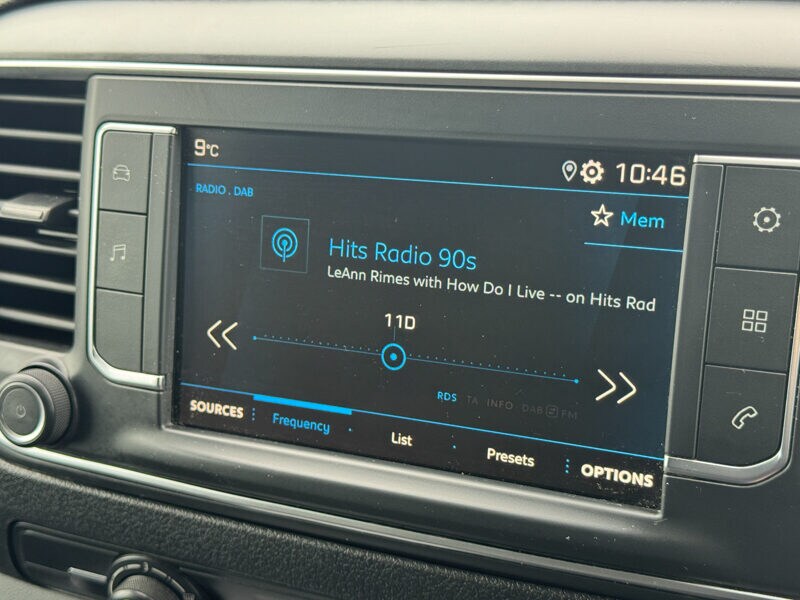 9°C
10:46
RADIO . DAB
Mem
Hits Radio 90s
LeAnn Rimes with How Do I Live -- on Hits Rad
11D
RDS TA INFO DAB FM
SOURCES Frequency List Presets OPTIONS